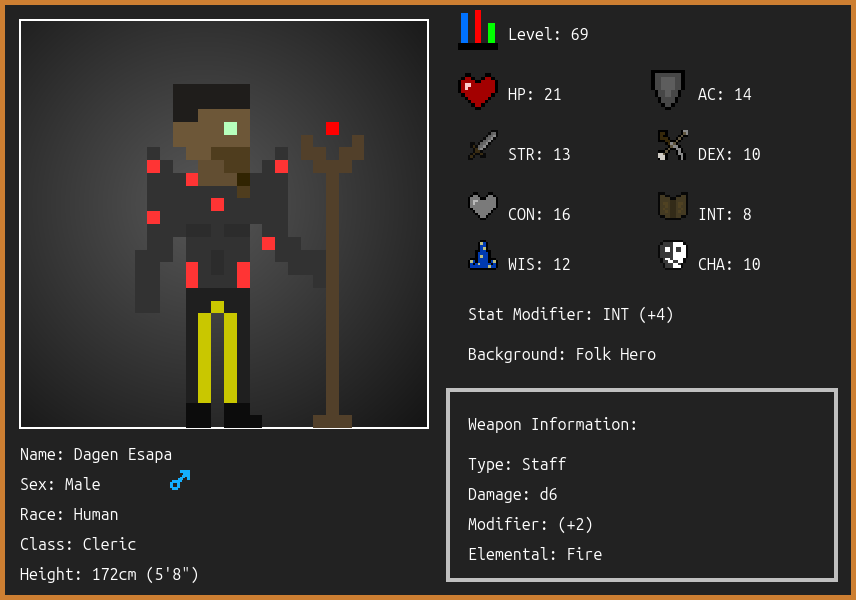 Level: 69
HP: 21
AC: 14
STR: 13
DEX: 10
CON: 16
INT: 8
WIS: 12
CHA: 10
Stat Modifier: INT (+4)
Background: Folk Hero
Weapon Information:
Type: Staff
Damage: d6
Modifier: (+2)
Elemental: Fire
Name: Dagen Esapa
Sex: Male
Race: Human
Class: Cleric
Height: 172cm (5'8")